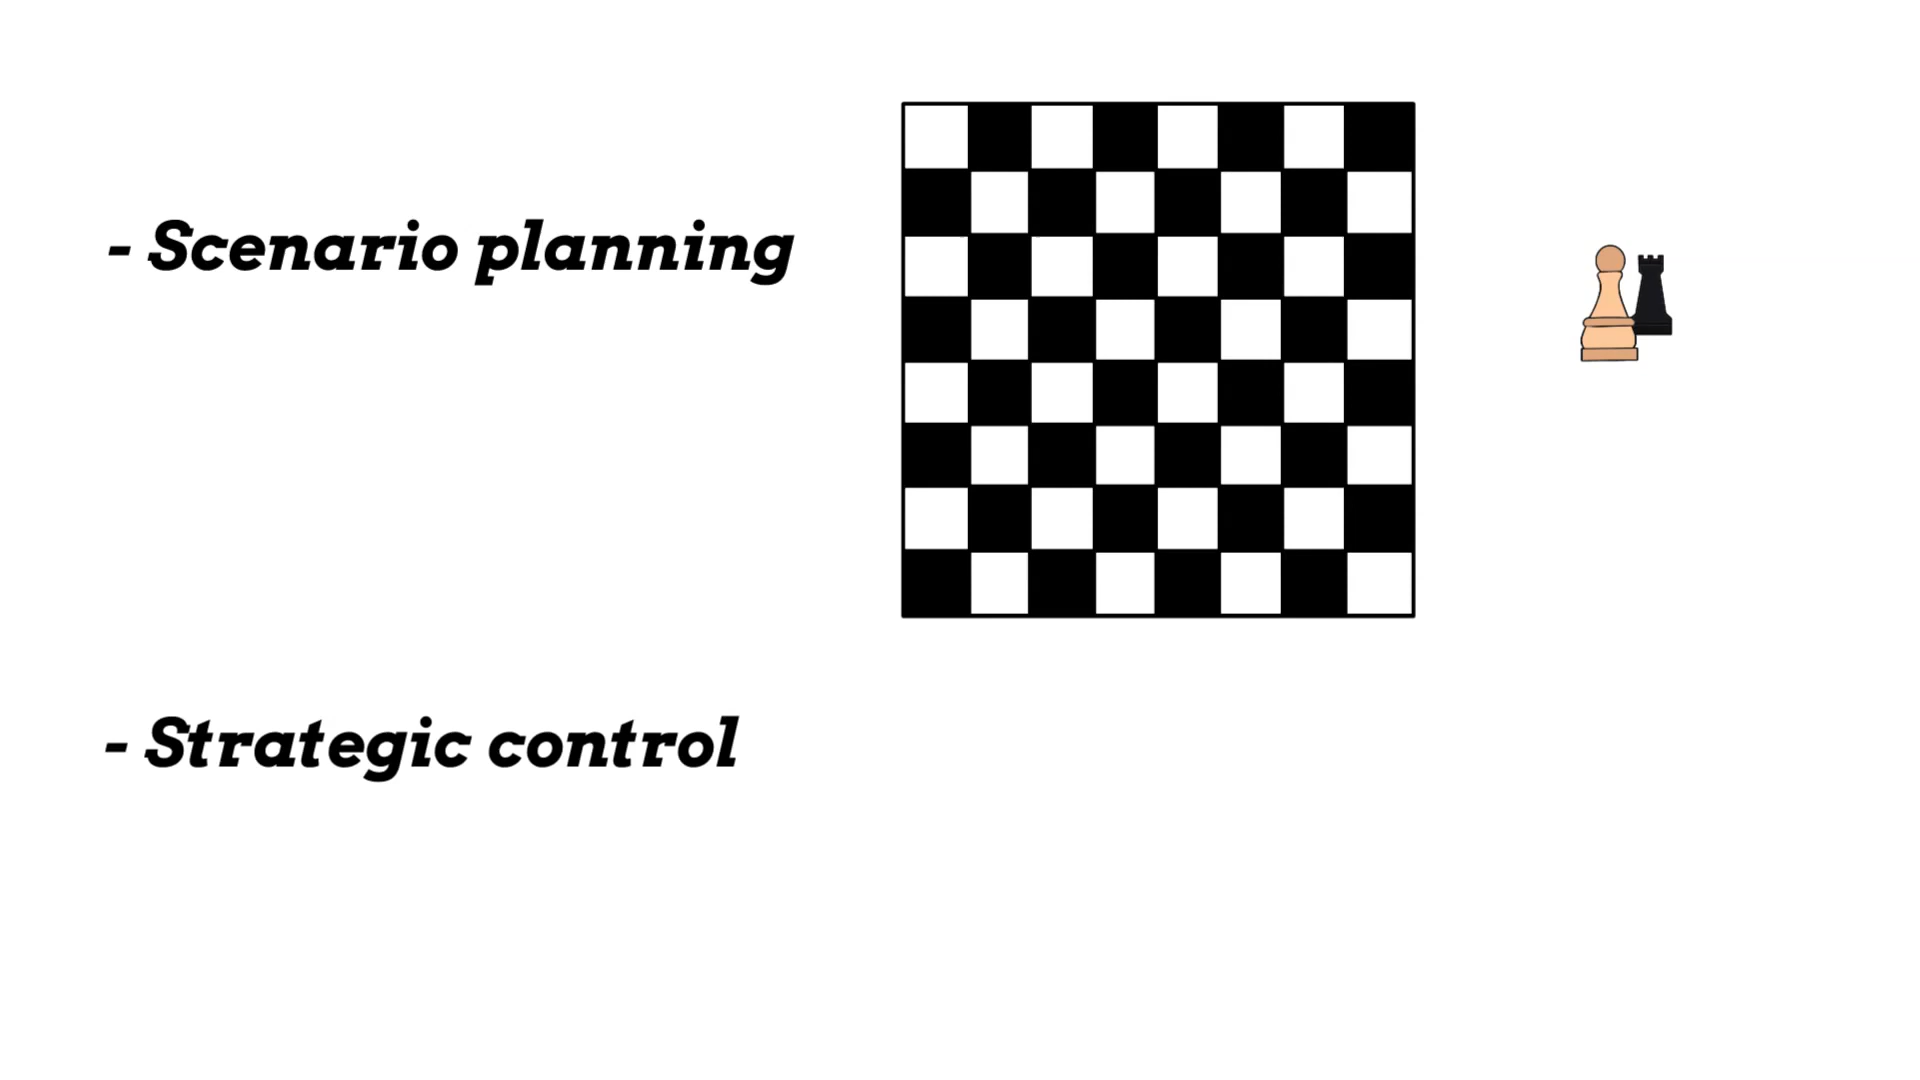 - Scenario planning
- Strategic control